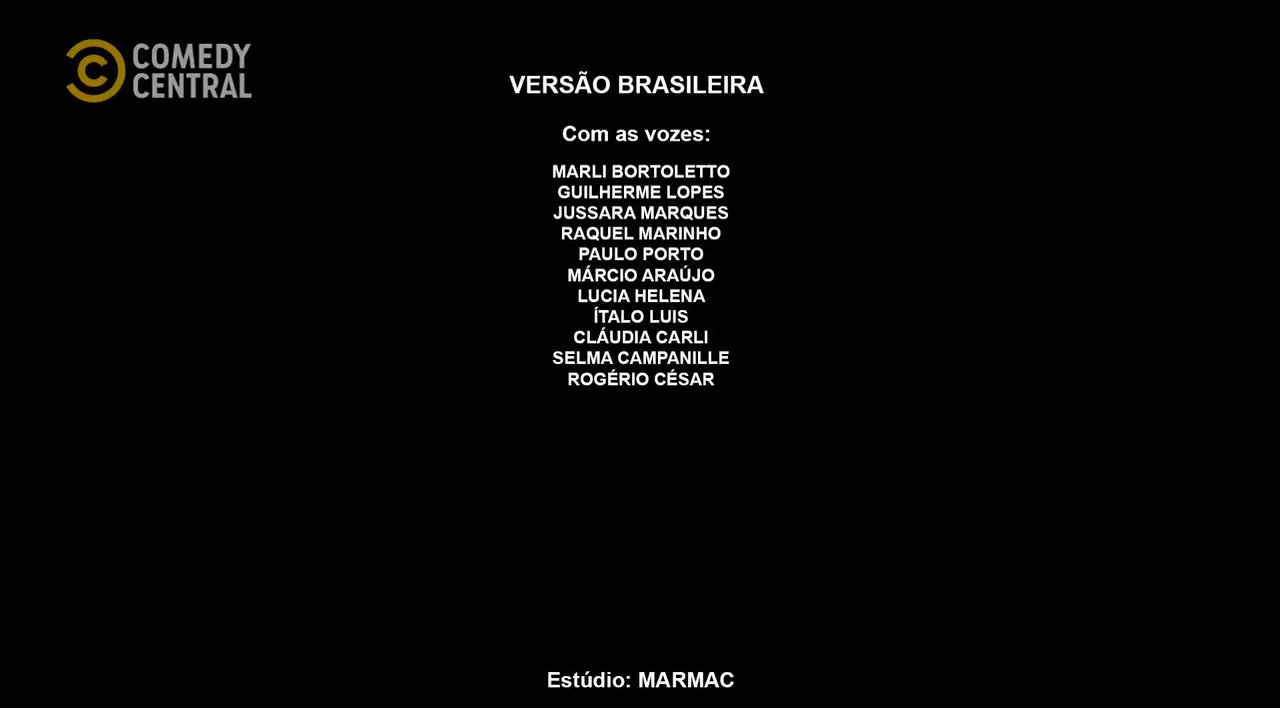 COMEDY
CENTRAL
VERSÃO BRASILEIRA
Com as vozes:
MARLI BORTOLETTO
GUILHERME LOPES
JUSSARA MARQUES
RAQUEL MARINHO
PAULO PORTO
MÁRCIO ARAÚJO
LUCIA HELENA
ÍTALO LUIS
CLÁUDIA CARLI
SELMA CAMPANILLE
ROGÉRIO CÉSAR
Estúdio: MARMAC